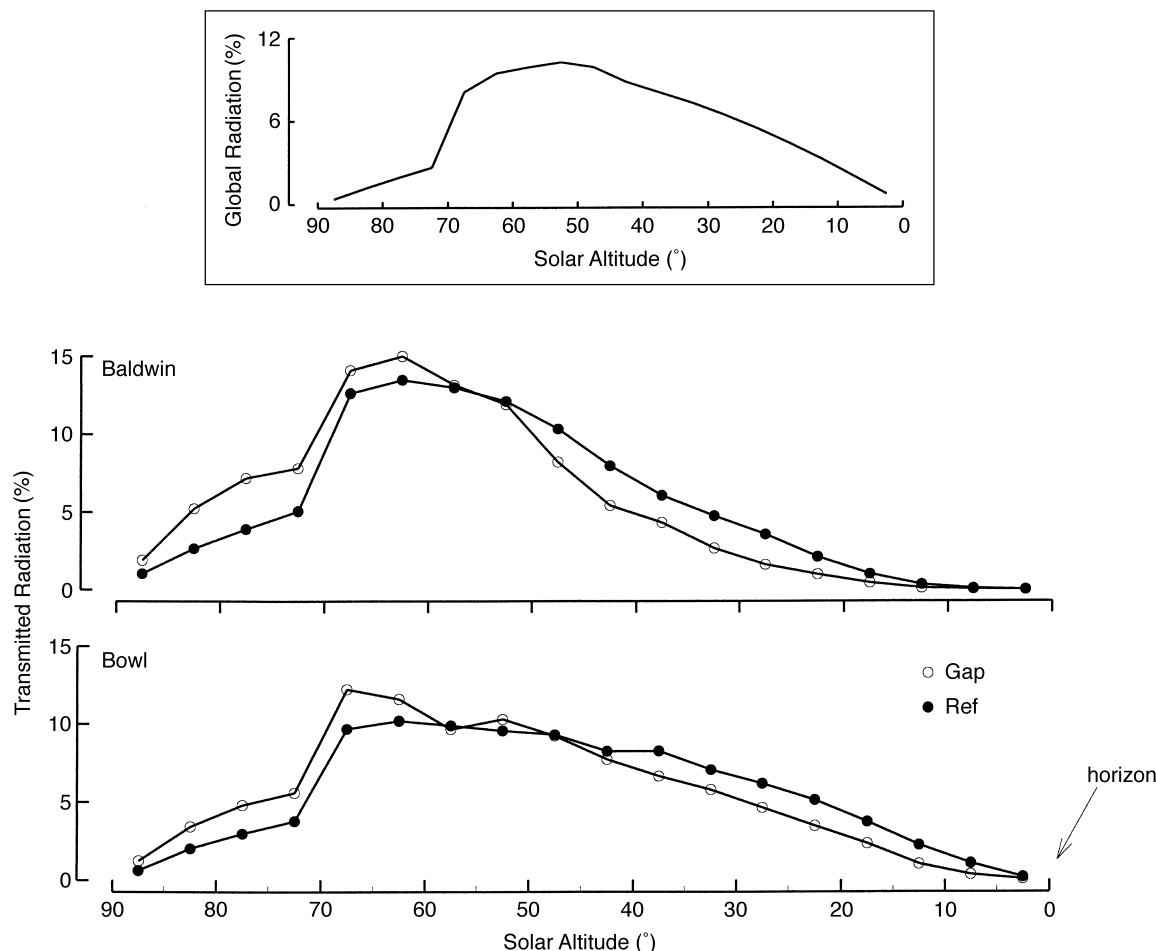 Global Radiation (%)
12
6
0
90 80 70 60 50 40 30 20 10 0
Solar Altitude (°)
Transmitted Radiation (%)
Baldwin
15
10
5
0
Bowl
15
10
5
0
Gap
Ref
horizon
90 80 70 60 50 40 30 20 10 0
Solar Altitude (°)